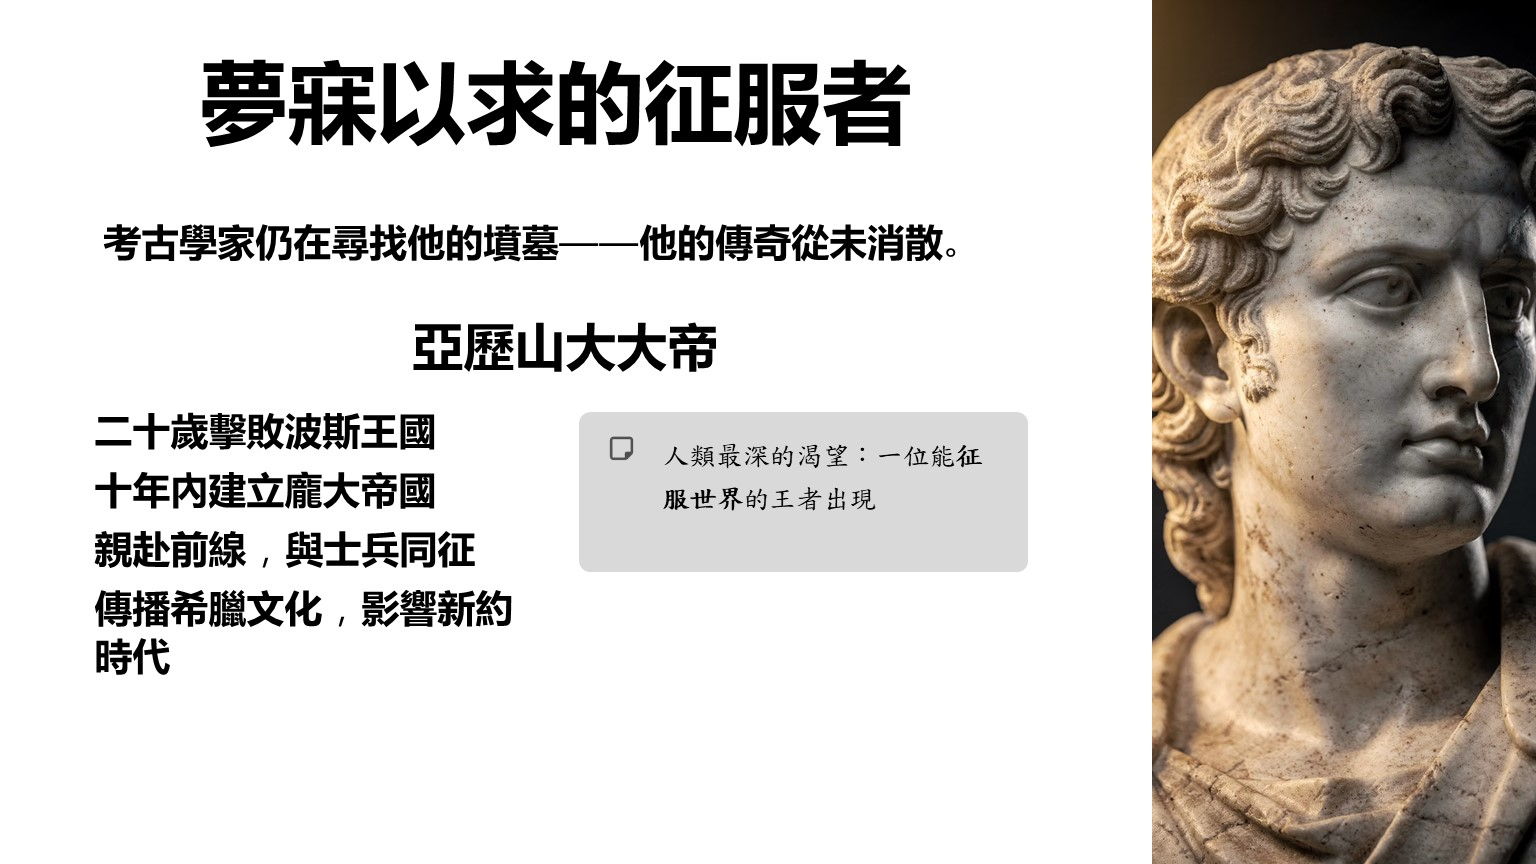 夢寐以求的征服者
考古學家仍在尋找他的墳墓——他的傳奇從未消散。
亞歷山大大帝
二十歲擊敗波斯王國
十年內建立龐大帝國
親赴前線，與士兵同征
傳播希臘文化，影響新約
時代
人類最深的渴望：一位能征
服世界的王者出現